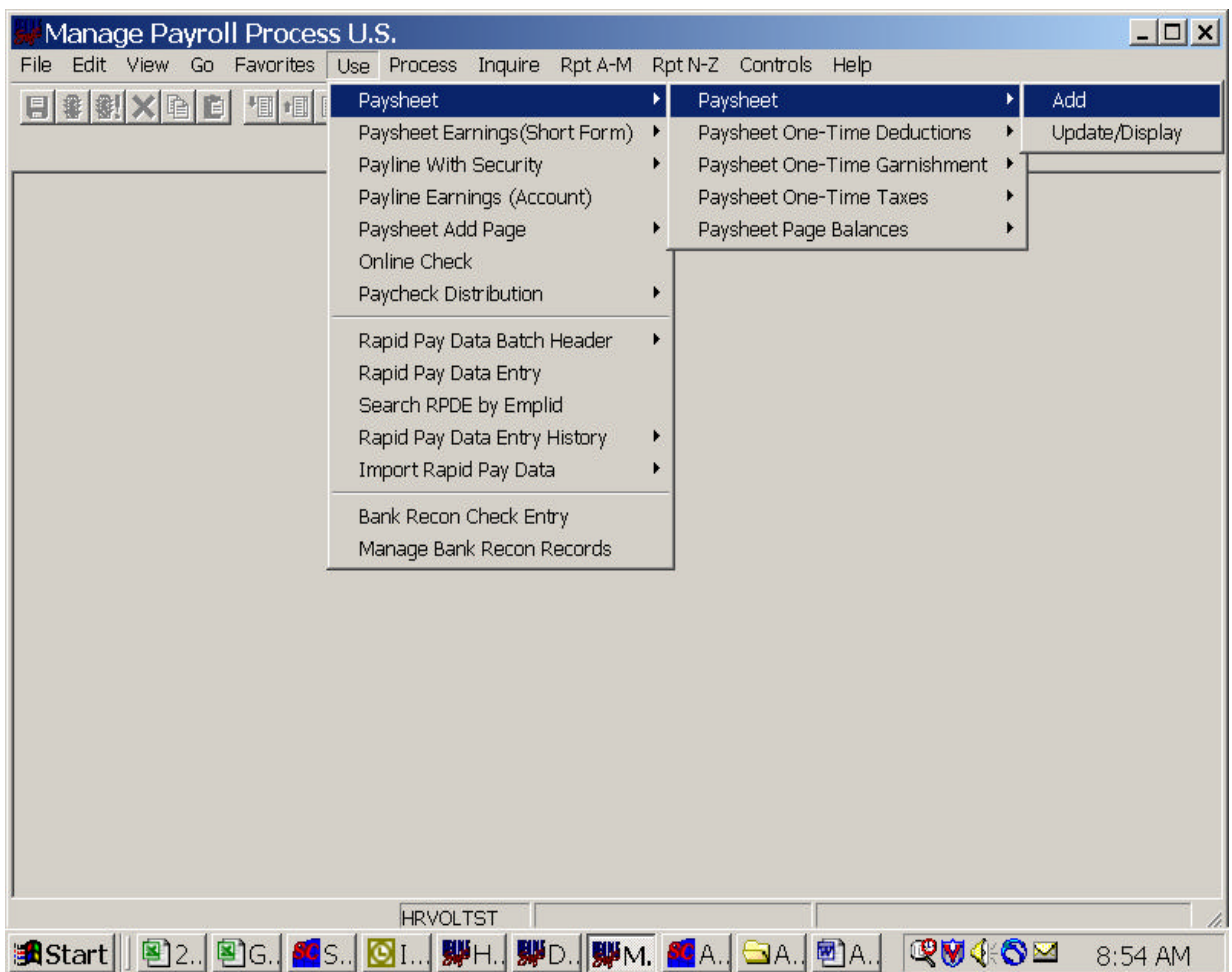 Manage Payroll Process U.S.
File Edit View Go Favorites Use Process Inquire Rpt A-M Rpt N-Z Controls Help
Paysheet
Paysheet Earnings(Short Form)
Payline With Security
Payline Earnings (Account)
Paysheet Add Page
Online Check
Paycheck Distribution
Rapid Pay Data Batch Header
Rapid Pay Data Entry
Search RPDE by Emplid
Rapid Pay Data Entry History
Import Rapid Pay Data
Bank Recon Check Entry
Manage Bank Recon Records
Paysheet
Paysheet One-Time Deductions
Paysheet One-Time Garnishment
Paysheet One-Time Taxes
Paysheet Page Balances
Add
Update/Display
HRVOLTST
Start 2.. G.. S.. I... H.. D.. M. A.. A.. A.. 8:54 AM